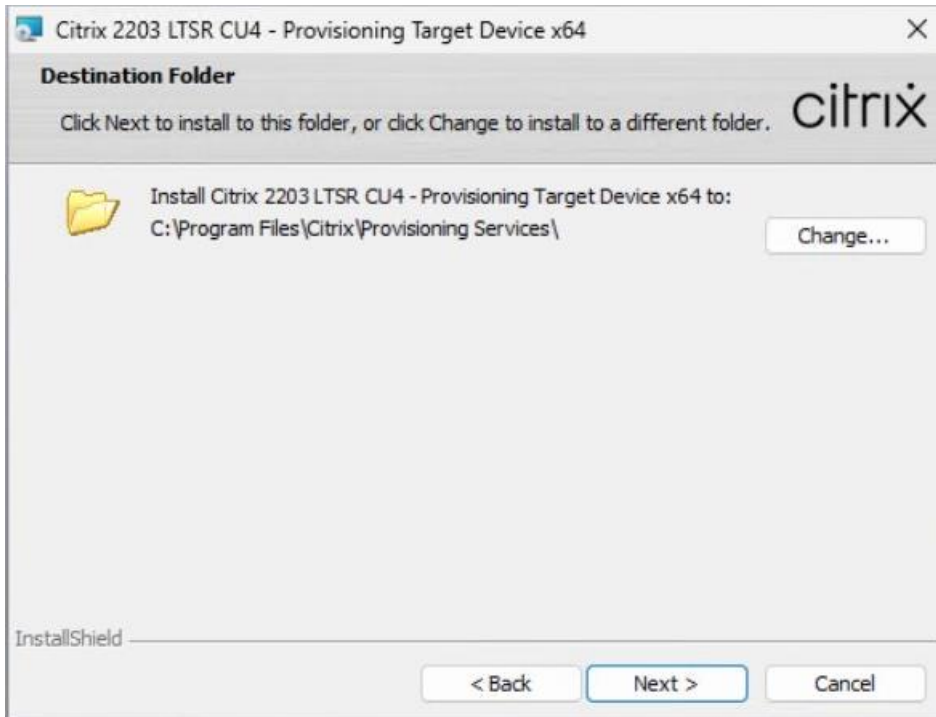 Citrix 2203 LTSR CU4 - Provisioning Target Device x64
Destination Folder
Click Next to install to this folder, or click Change to install to a different folder.
citrix
Install Citrix 2203 LTSR CU4 - Provisioning Target Device x64 to:
C:\Program Files\Citrix\Provisioning Services\
Change...
InstallShield
< Back
Next >
Cancel